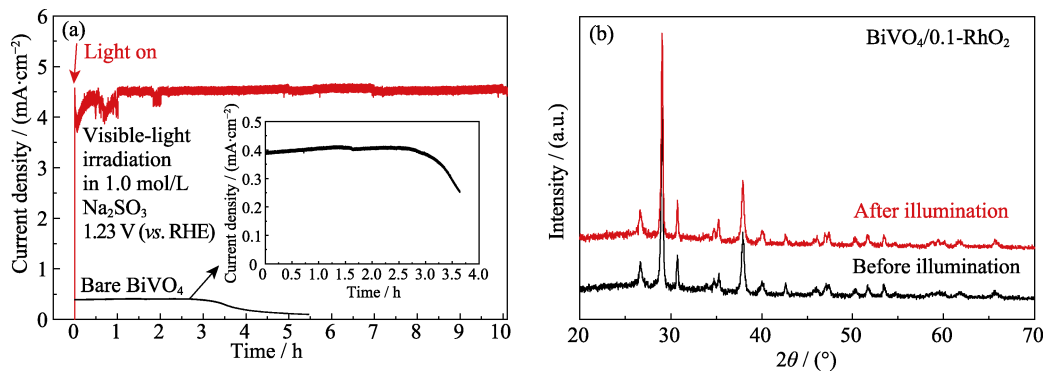 (a)
Light on
Visible-light
irradiation
in 1.0 mol/L
Na₂SO₃
1.23 V (vs. RHE)
Bare BiVO₄
Current density / (mA·cm⁻²)
6
5
4
3
2
1
0
0 1 2 3 4 5 6 7 8 9 10
Time / h
Current density / (mA·cm⁻²)
0.5
0.4
0.3
0.2
0.1
0
0 0.5 1.0 1.5 2.0 2.5 3.0 3.5 4.0
Time / h
(b)
BiVO₄/0.1-RhO₂
Intensity / (a.u.)
After illumination
Before illumination
20 30 40 50 60 70
2θ / (°)